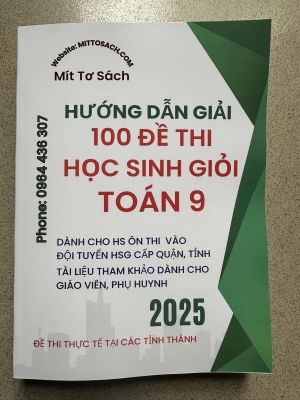 Website: MITTOSACH.COM
Mít Tơ Sách
Phone: 0964 436 307
HƯỚNG DẪN GIẢI
100 ĐỀ THI
HỌC SINH GIỎI
TOÁN 9
DÀNH CHO HS ÔN THI VÀO
ĐỘI TUYỂN HSG CẤP QUẬN, TỈNH
TÀI LIỆU THAM KHẢO DÀNH CHO
GIÁO VIÊN, PHỤ HUYNH
2025
ĐỀ THI THỰC TẾ TẠI CÁC TỈNH THÀNH